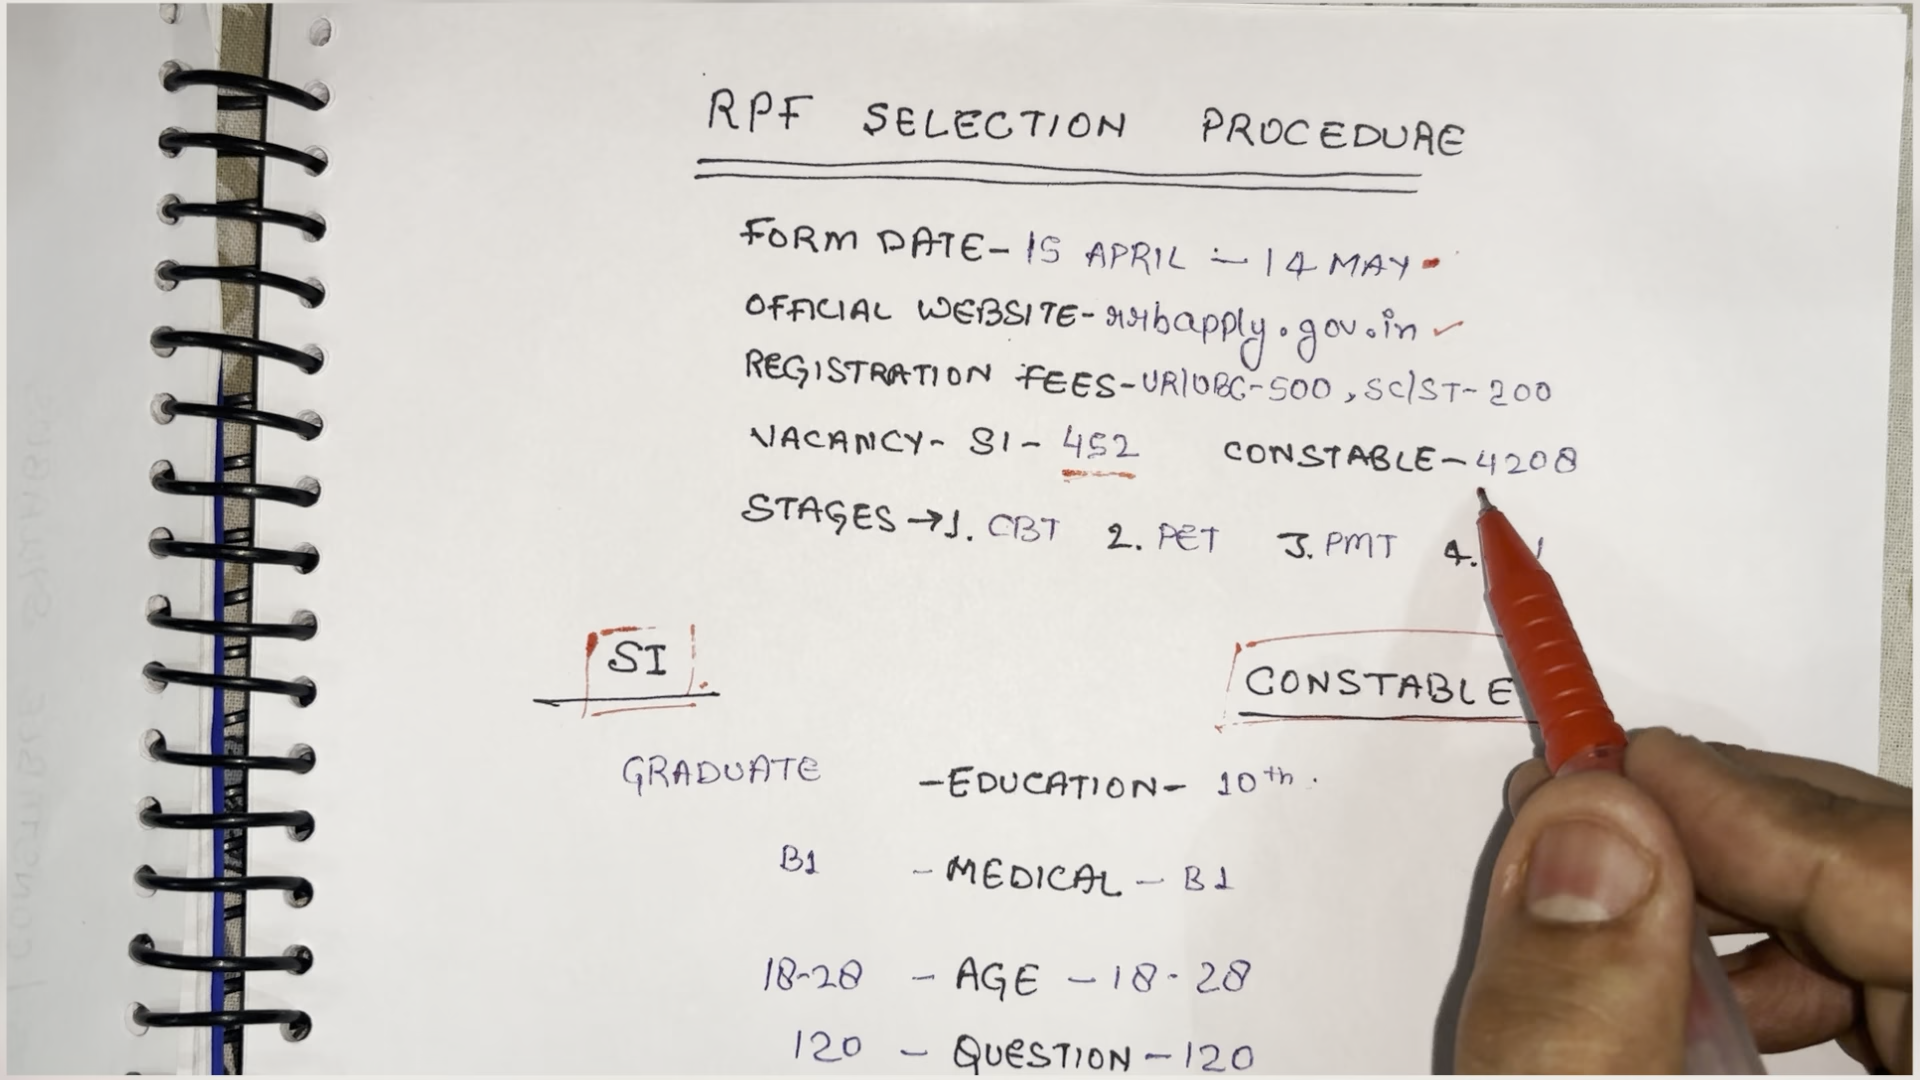 RPF SELECTION PROCEDURE
FORM DATE - 15 APRIL - 14 MAY
OFFICIAL WEBSITE - rrbapply.gov.in
REGISTRATION FEES - UR/OBC - 500, SC/ST - 200
VACANCY - SI - 452 CONSTABLE - 4208
STAGES → 1. CBT 2. PET 3. PMT 4.
SI CONSTABLE
GRADUATE - EDUCATION - 10th
B1 - MEDICAL - B1
18-28 - AGE - 18-28
120 - QUESTION - 120